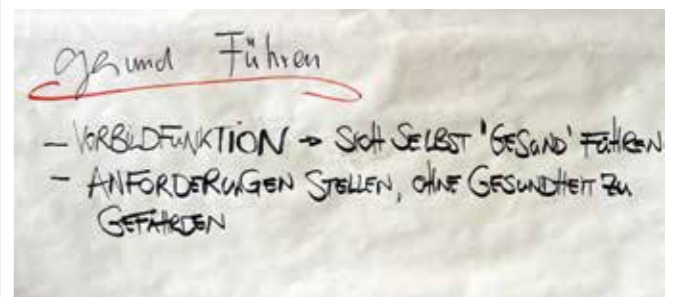 gesund Führen
- VORBILDFUNKTION → SICH SELBST 'GESUND' FÜHREN
- ANFORDERUNGEN STELLEN, OHNE GESUNDHEIT ZU
GEFÄHRDEN